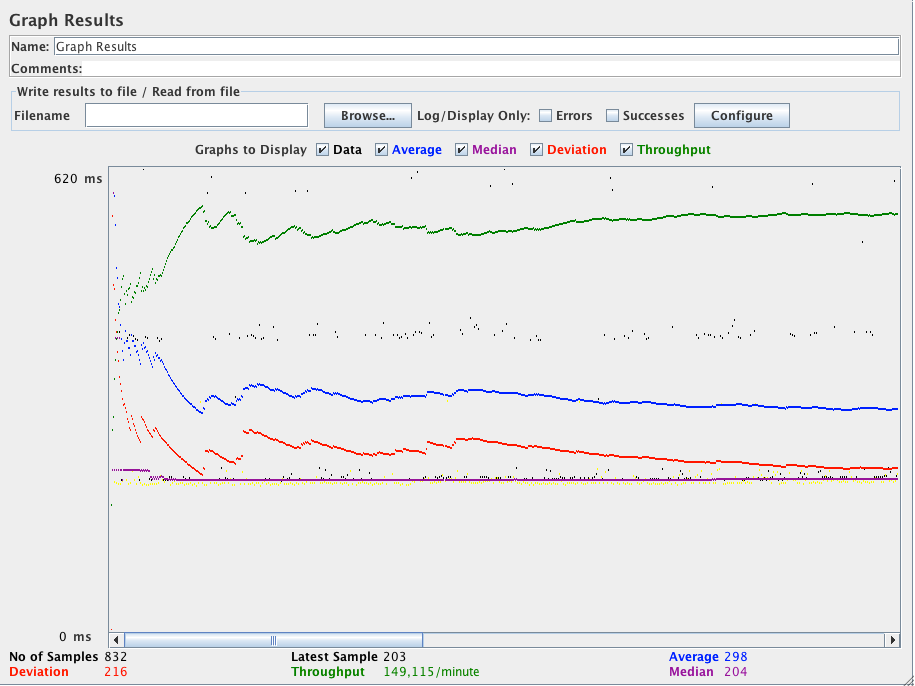 Graph Results
Name: Graph Results
Comments:
Write results to file / Read from file
Filename Browse... Log/Display Only: Errors Successes Configure
Graphs to Display Data Average Median Deviation Throughput
620 ms
0 ms
No of Samples 832 Latest Sample 203 Average 298
Deviation 216 Throughput 149,115/minute Median 204